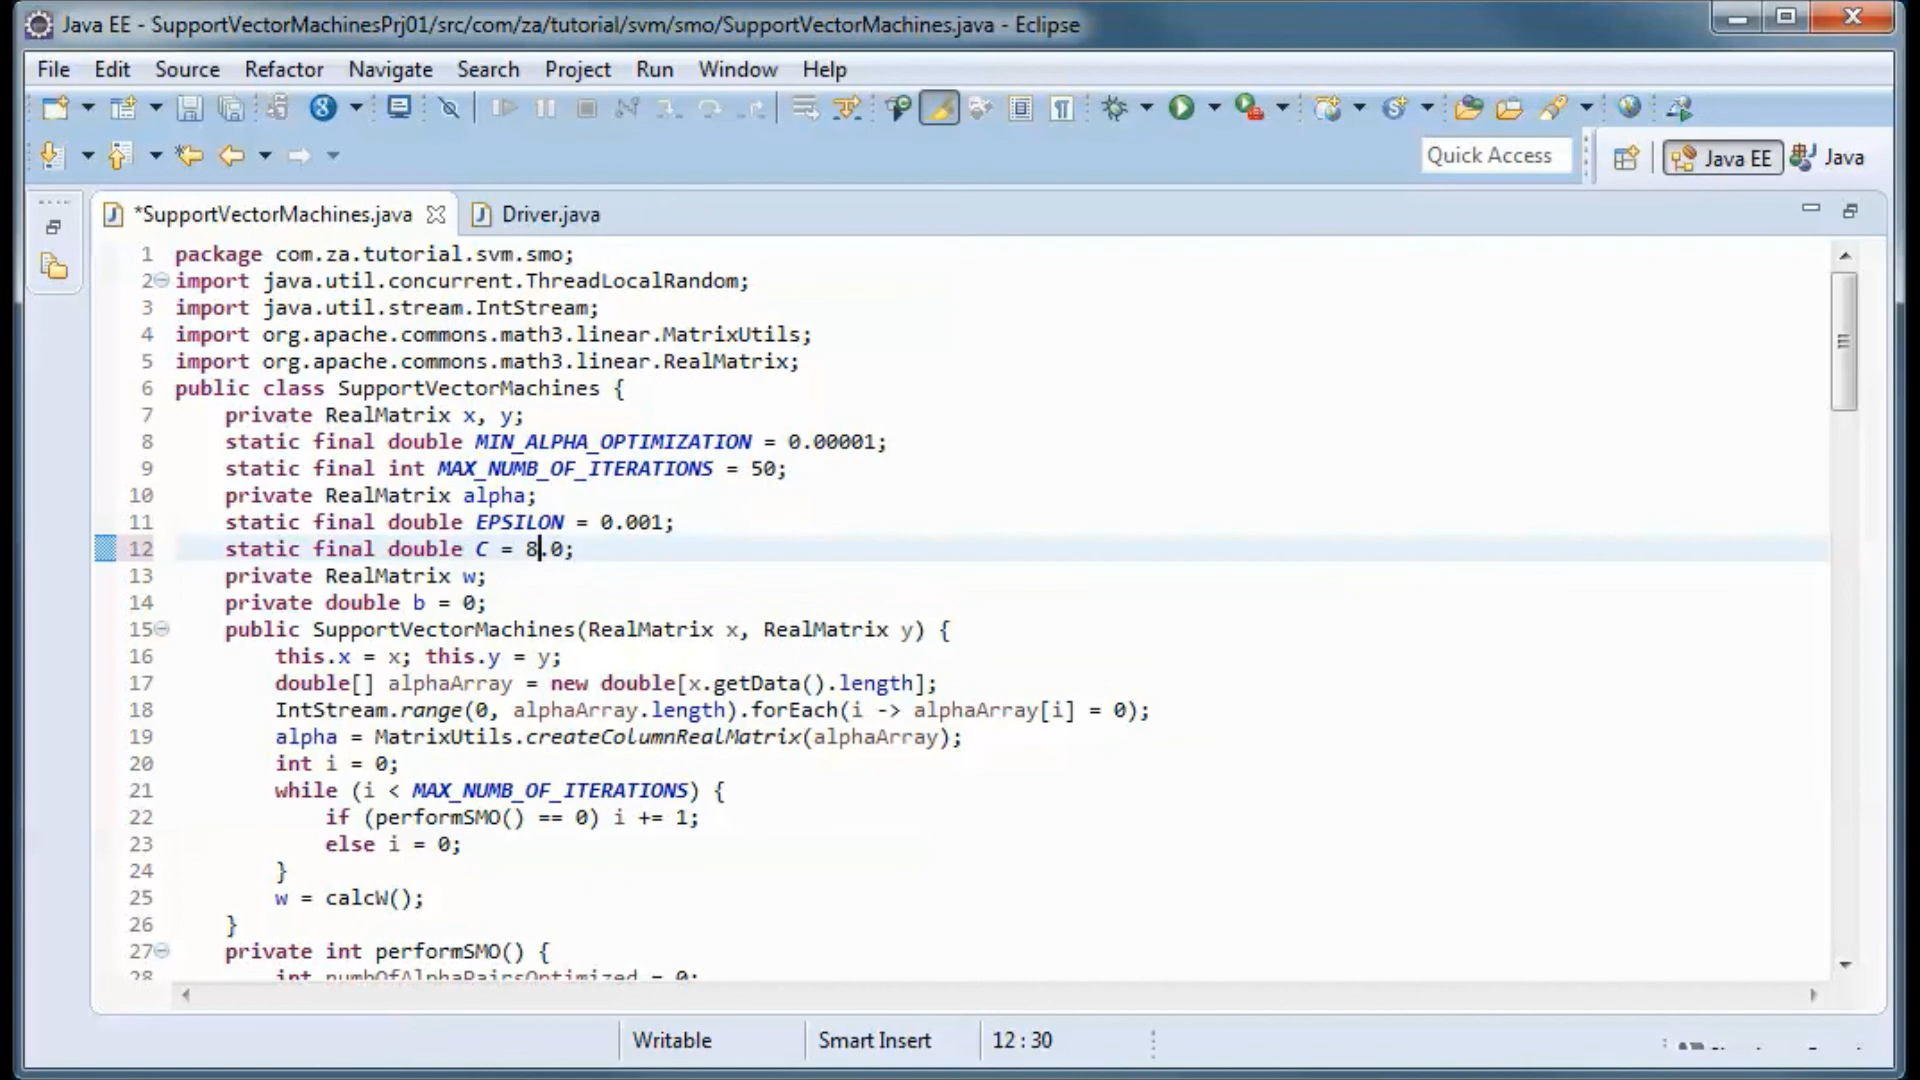 Java EE - SupportVectorMachinesPrj01/src/com/za/tutorial/svm/smo/SupportVectorMachines.java - Eclipse
File Edit Source Refactor Navigate Search Project Run Window Help
Quick Access Java EE Java
*SupportVectorMachines.java Driver.java
1 package com.za.tutorial.svm.smo;
2 import java.util.concurrent.ThreadLocalRandom;
3 import java.util.stream.IntStream;
4 import org.apache.commons.math3.linear.MatrixUtils;
5 import org.apache.commons.math3.linear.RealMatrix;
6 public class SupportVectorMachines {
7 private RealMatrix x, y;
8 static final double MIN_ALPHA_OPTIMIZATION = 0.00001;
9 static final int MAX_NUMB_OF_ITERATIONS = 50;
10 private RealMatrix alpha;
11 static final double EPSILON = 0.001;
12 static final double C = 8.0;
13 private RealMatrix w;
14 private double b = 0;
15 public SupportVectorMachines(RealMatrix x, RealMatrix y) {
16 this.x = x; this.y = y;
17 double[] alphaArray = new double[x.getData().length];
18 IntStream.range(0, alphaArray.length).forEach(i -> alphaArray[i] = 0);
19 alpha = MatrixUtils.createColumnRealMatrix(alphaArray);
20 int i = 0;
21 while (i < MAX_NUMB_OF_ITERATIONS) {
22 if (performSMO() == 0) i += 1;
23 else i = 0;
24 }
25 w = calcW();
26 }
27 private int performSMO() {
28 int numbOfAlphaPairsOptimized = 0;
Writable Smart Insert 12 : 30